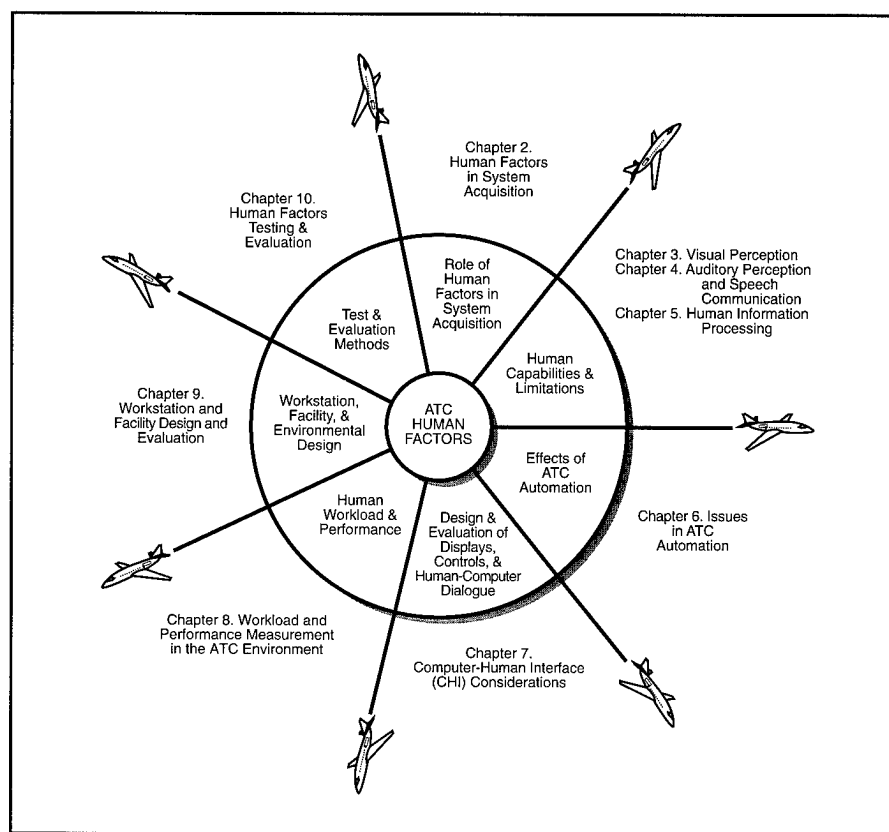 Chapter 2.
Human Factors
in System
Acquisition
Chapter 10.
Human Factors
Testing &
Evaluation
Chapter 3. Visual Perception
Chapter 4. Auditory Perception
and Speech
Communication
Chapter 5. Human Information
Processing
Role of
Human
Factors in
System
Acquisition
Test &
Evaluation
Methods
Human
Capabilities &
Limitations
ATC
HUMAN
FACTORS
Chapter 9.
Workstation and
Facility Design and
Evaluation
Workstation,
Facility, &
Environmental
Design
Effects of
ATC
Automation
Human
Workload &
Performance
Design &
Evaluation of
Displays,
Controls, &
Human-Computer
Dialogue
Chapter 6. Issues
in ATC
Automation
Chapter 8. Workload and
Performance Measurement
in the ATC Environment
Chapter 7.
Computer-Human Interface
(CHI) Considerations